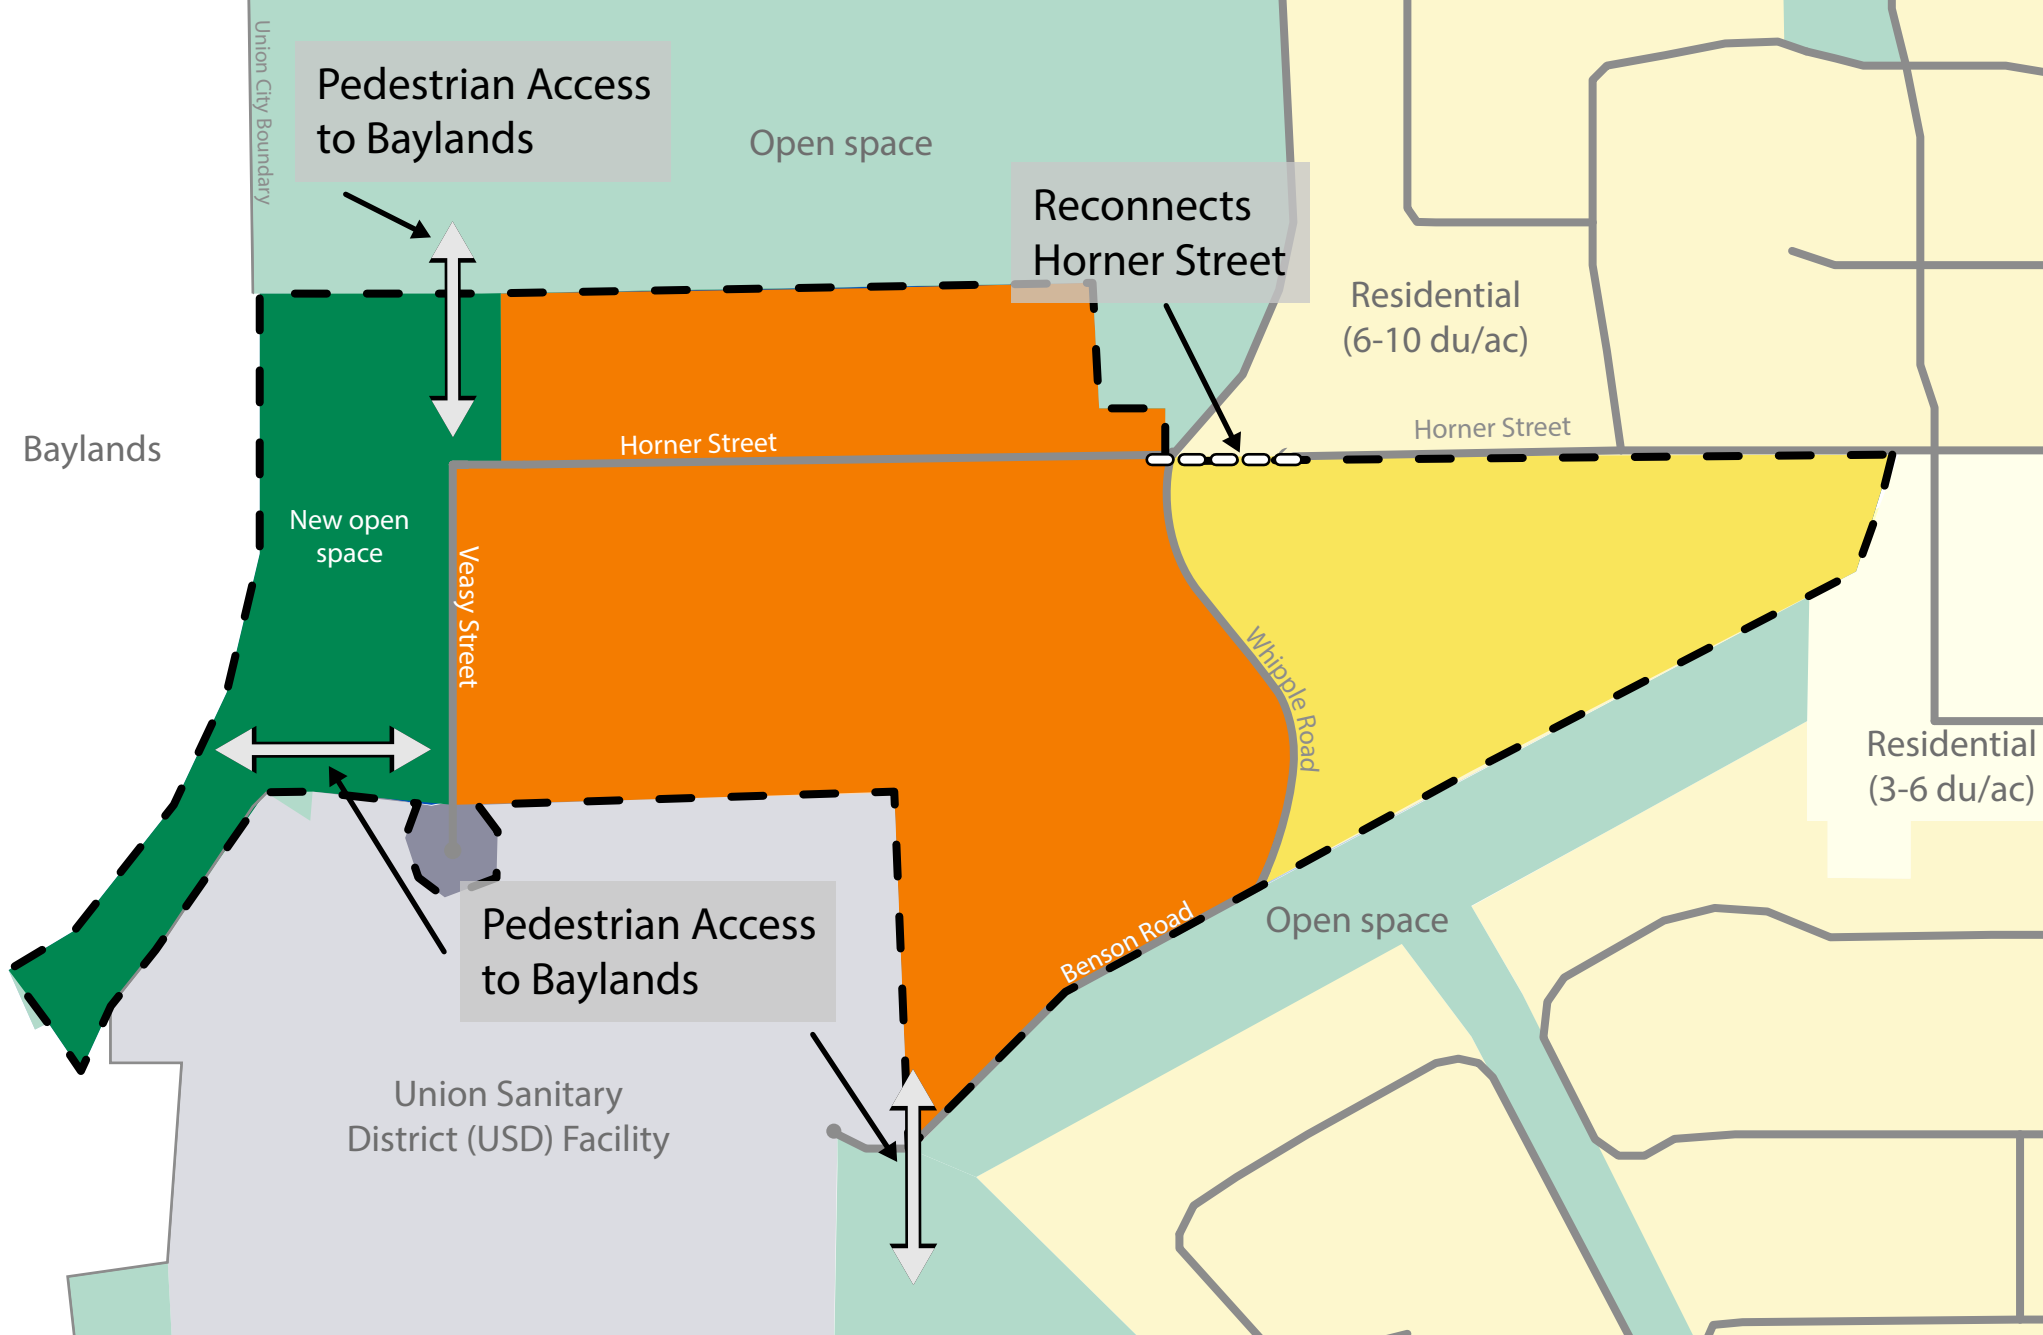 Union City Boundary
Pedestrian Access
to Baylands
Open space
Reconnects
Horner Street
Residential
(6-10 du/ac)
Baylands
Horner Street
Horner Street
New open
space
Veasy Street
Whipple Road
Residential
(3-6 du/ac)
Pedestrian Access
to Baylands
Benson Road
Open space
Union Sanitary
District (USD) Facility